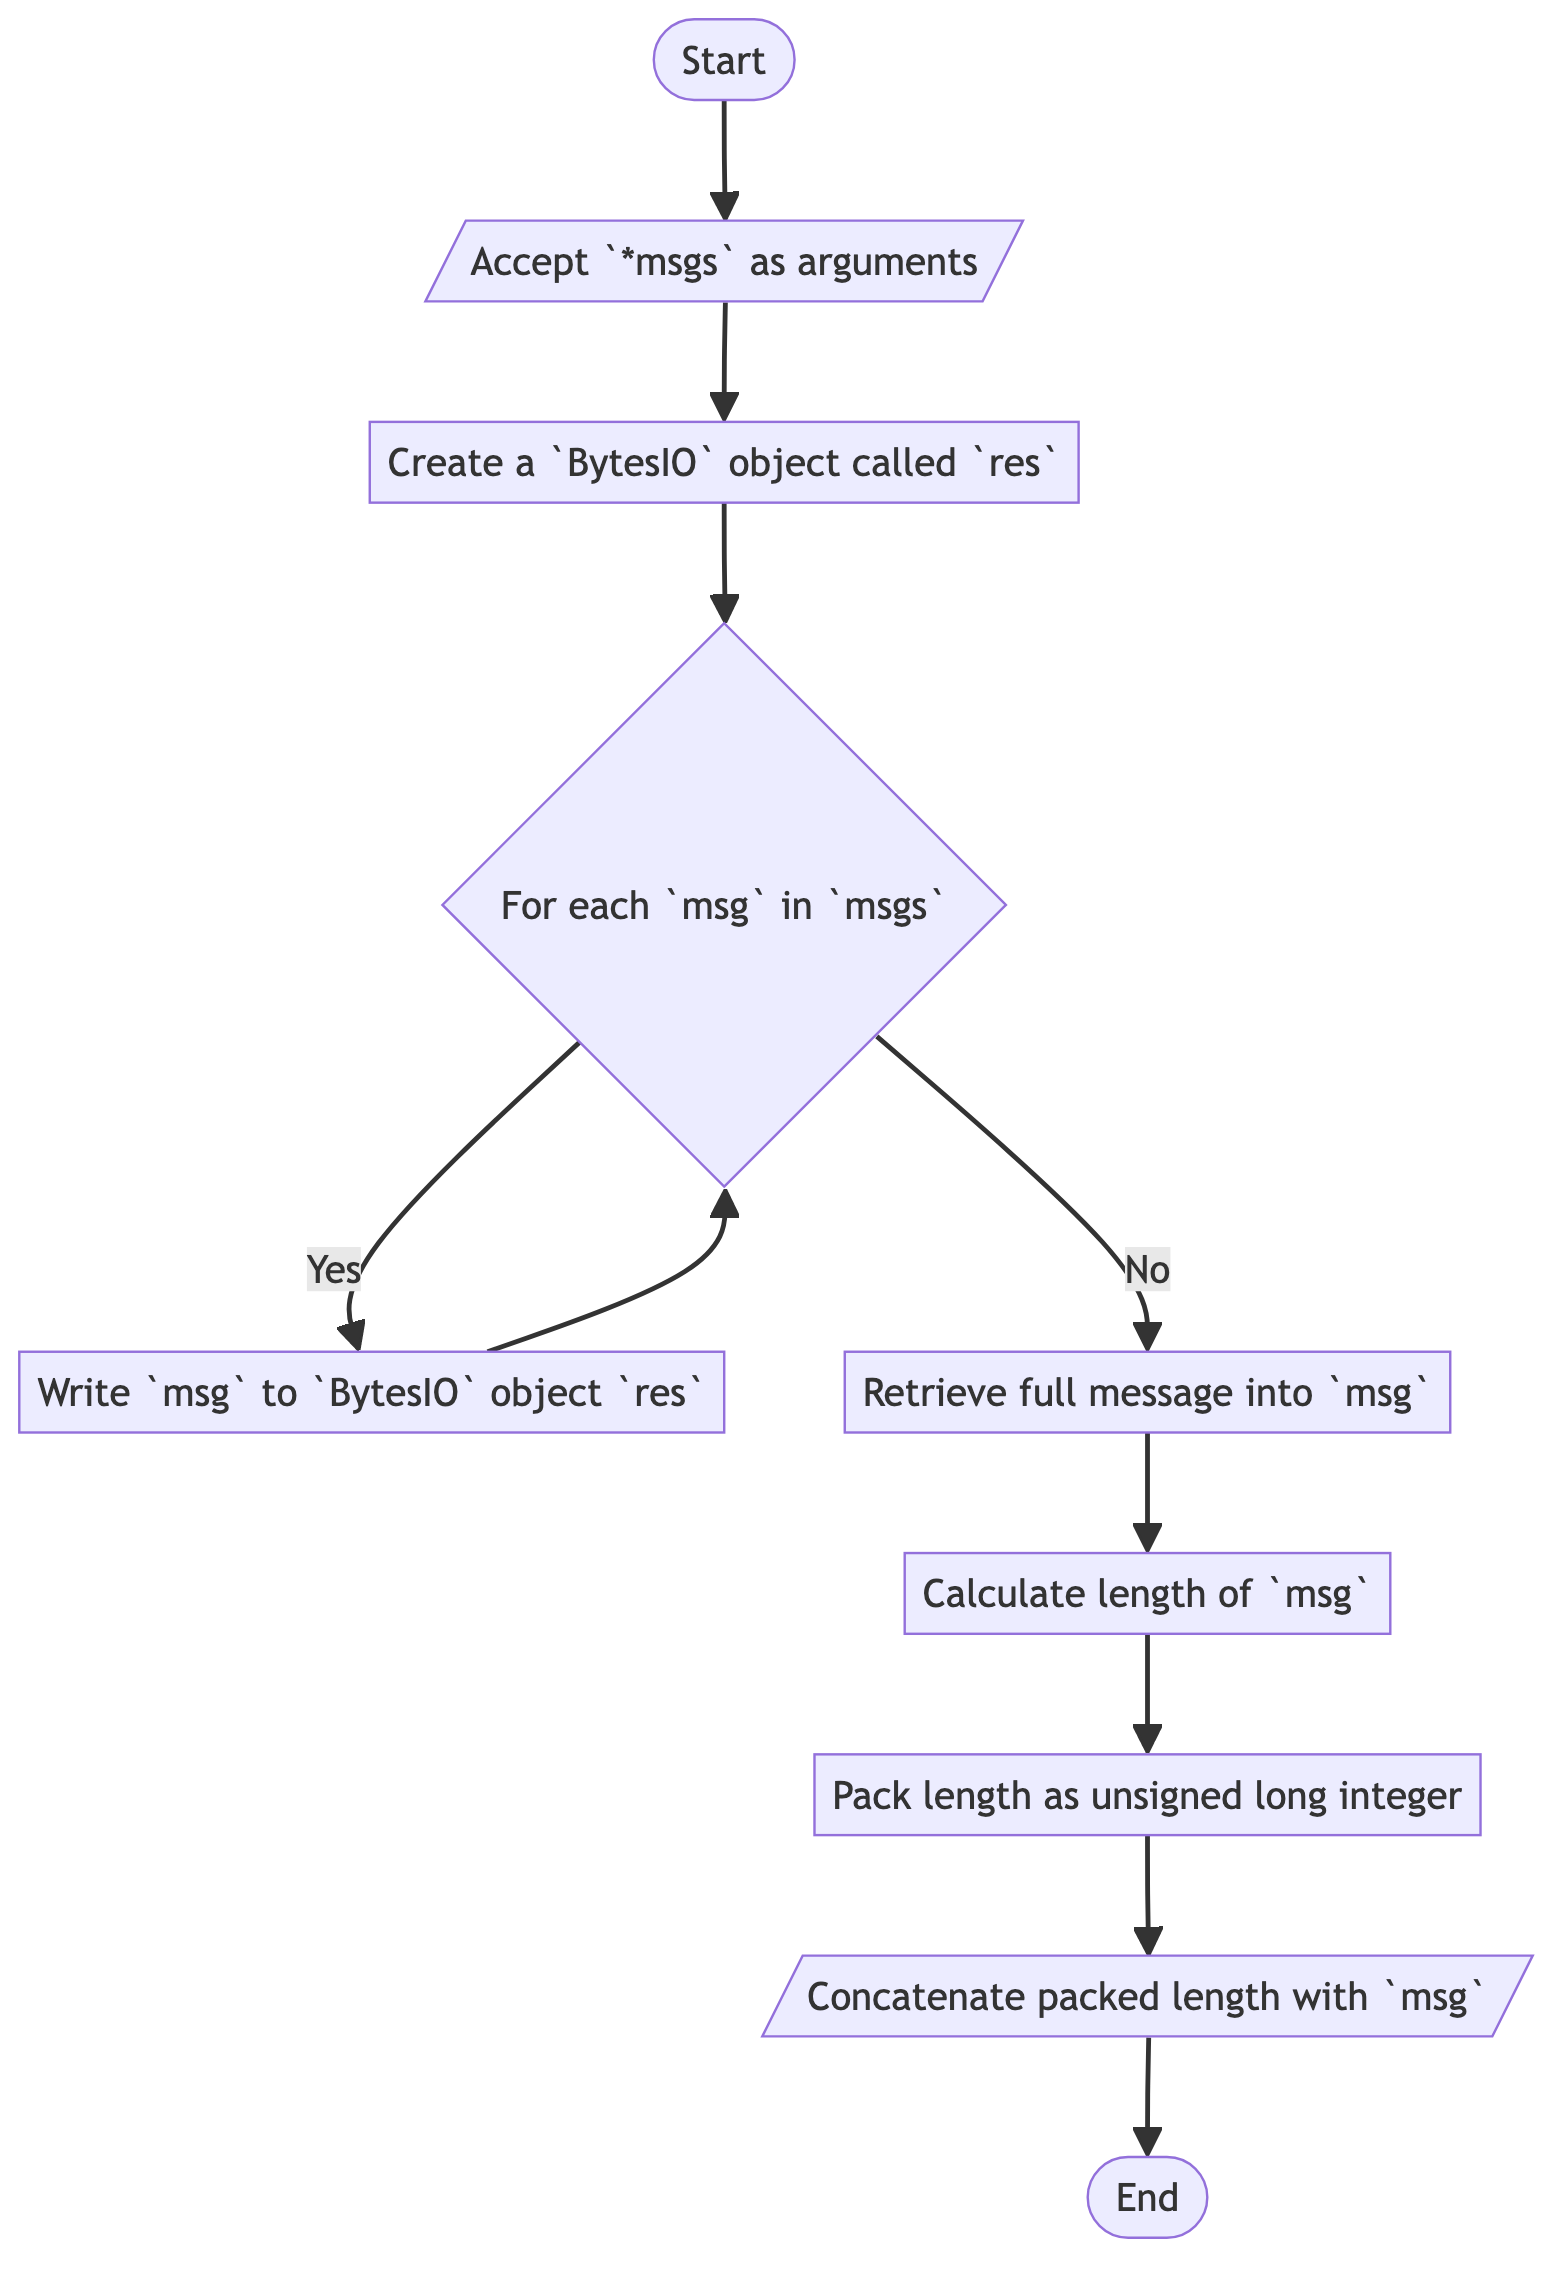 Start
Accept `*msgs` as arguments
Create a `BytesIO` object called `res`
For each `msg` in `msgs`
Yes
No
Write `msg` to `BytesIO` object `res`
Retrieve full message into `msg`
Calculate length of `msg`
Pack length as unsigned long integer
Concatenate packed length with `msg`
End